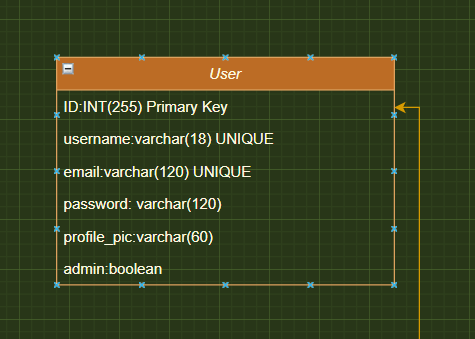 User
ID:INT(255) Primary Key
username:varchar(18) UNIQUE
email:varchar(120) UNIQUE
password: varchar(120)
profile_pic:varchar(60)
admin:boolean